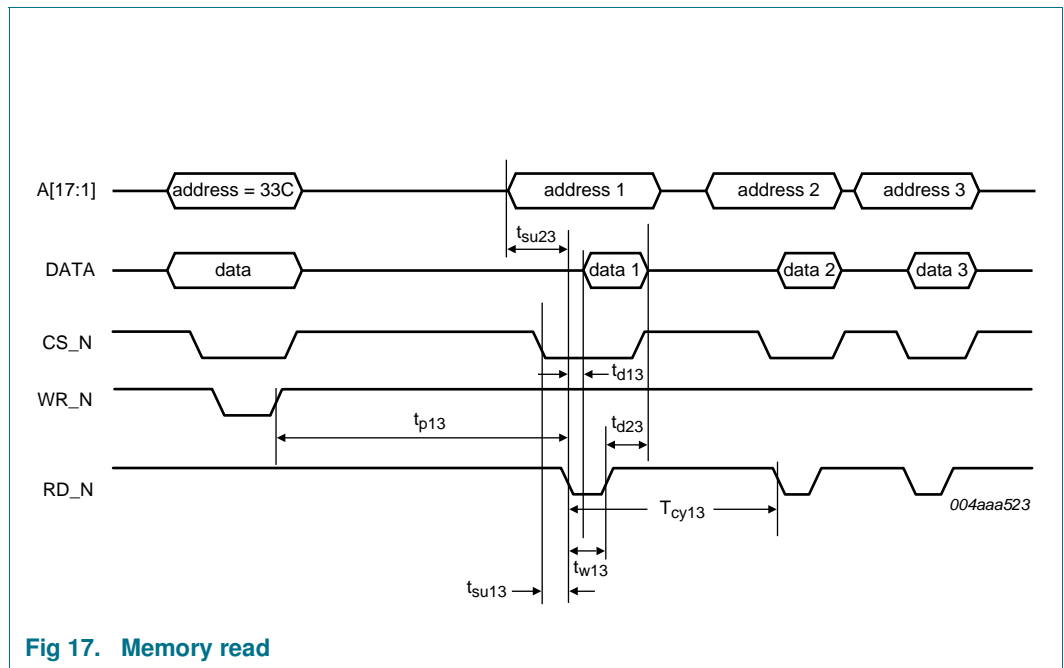 A[17:1]
address = 33C
address 1
address 2
address 3
tsu23
DATA
data
data 1
data 2
data 3
CS_N
td13
WR_N
tp13
td23
RD_N
004aaa523
Tcy13
tw13
tsu13
Fig 17. Memory read